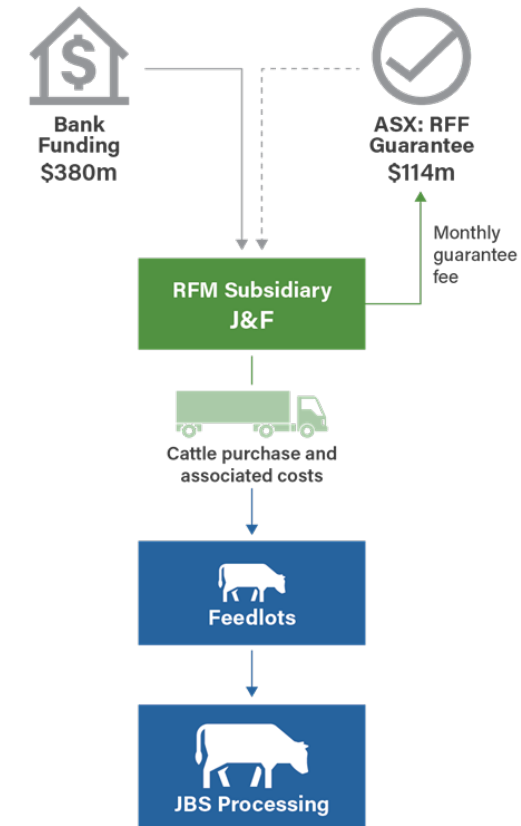 $
Bank
Funding
$380m
ASX: RFF
Guarantee
$114m
Monthly
guarantee
fee
RFM Subsidiary
J&F
Cattle purchase and
associated costs
Feedlots
JBS Processing